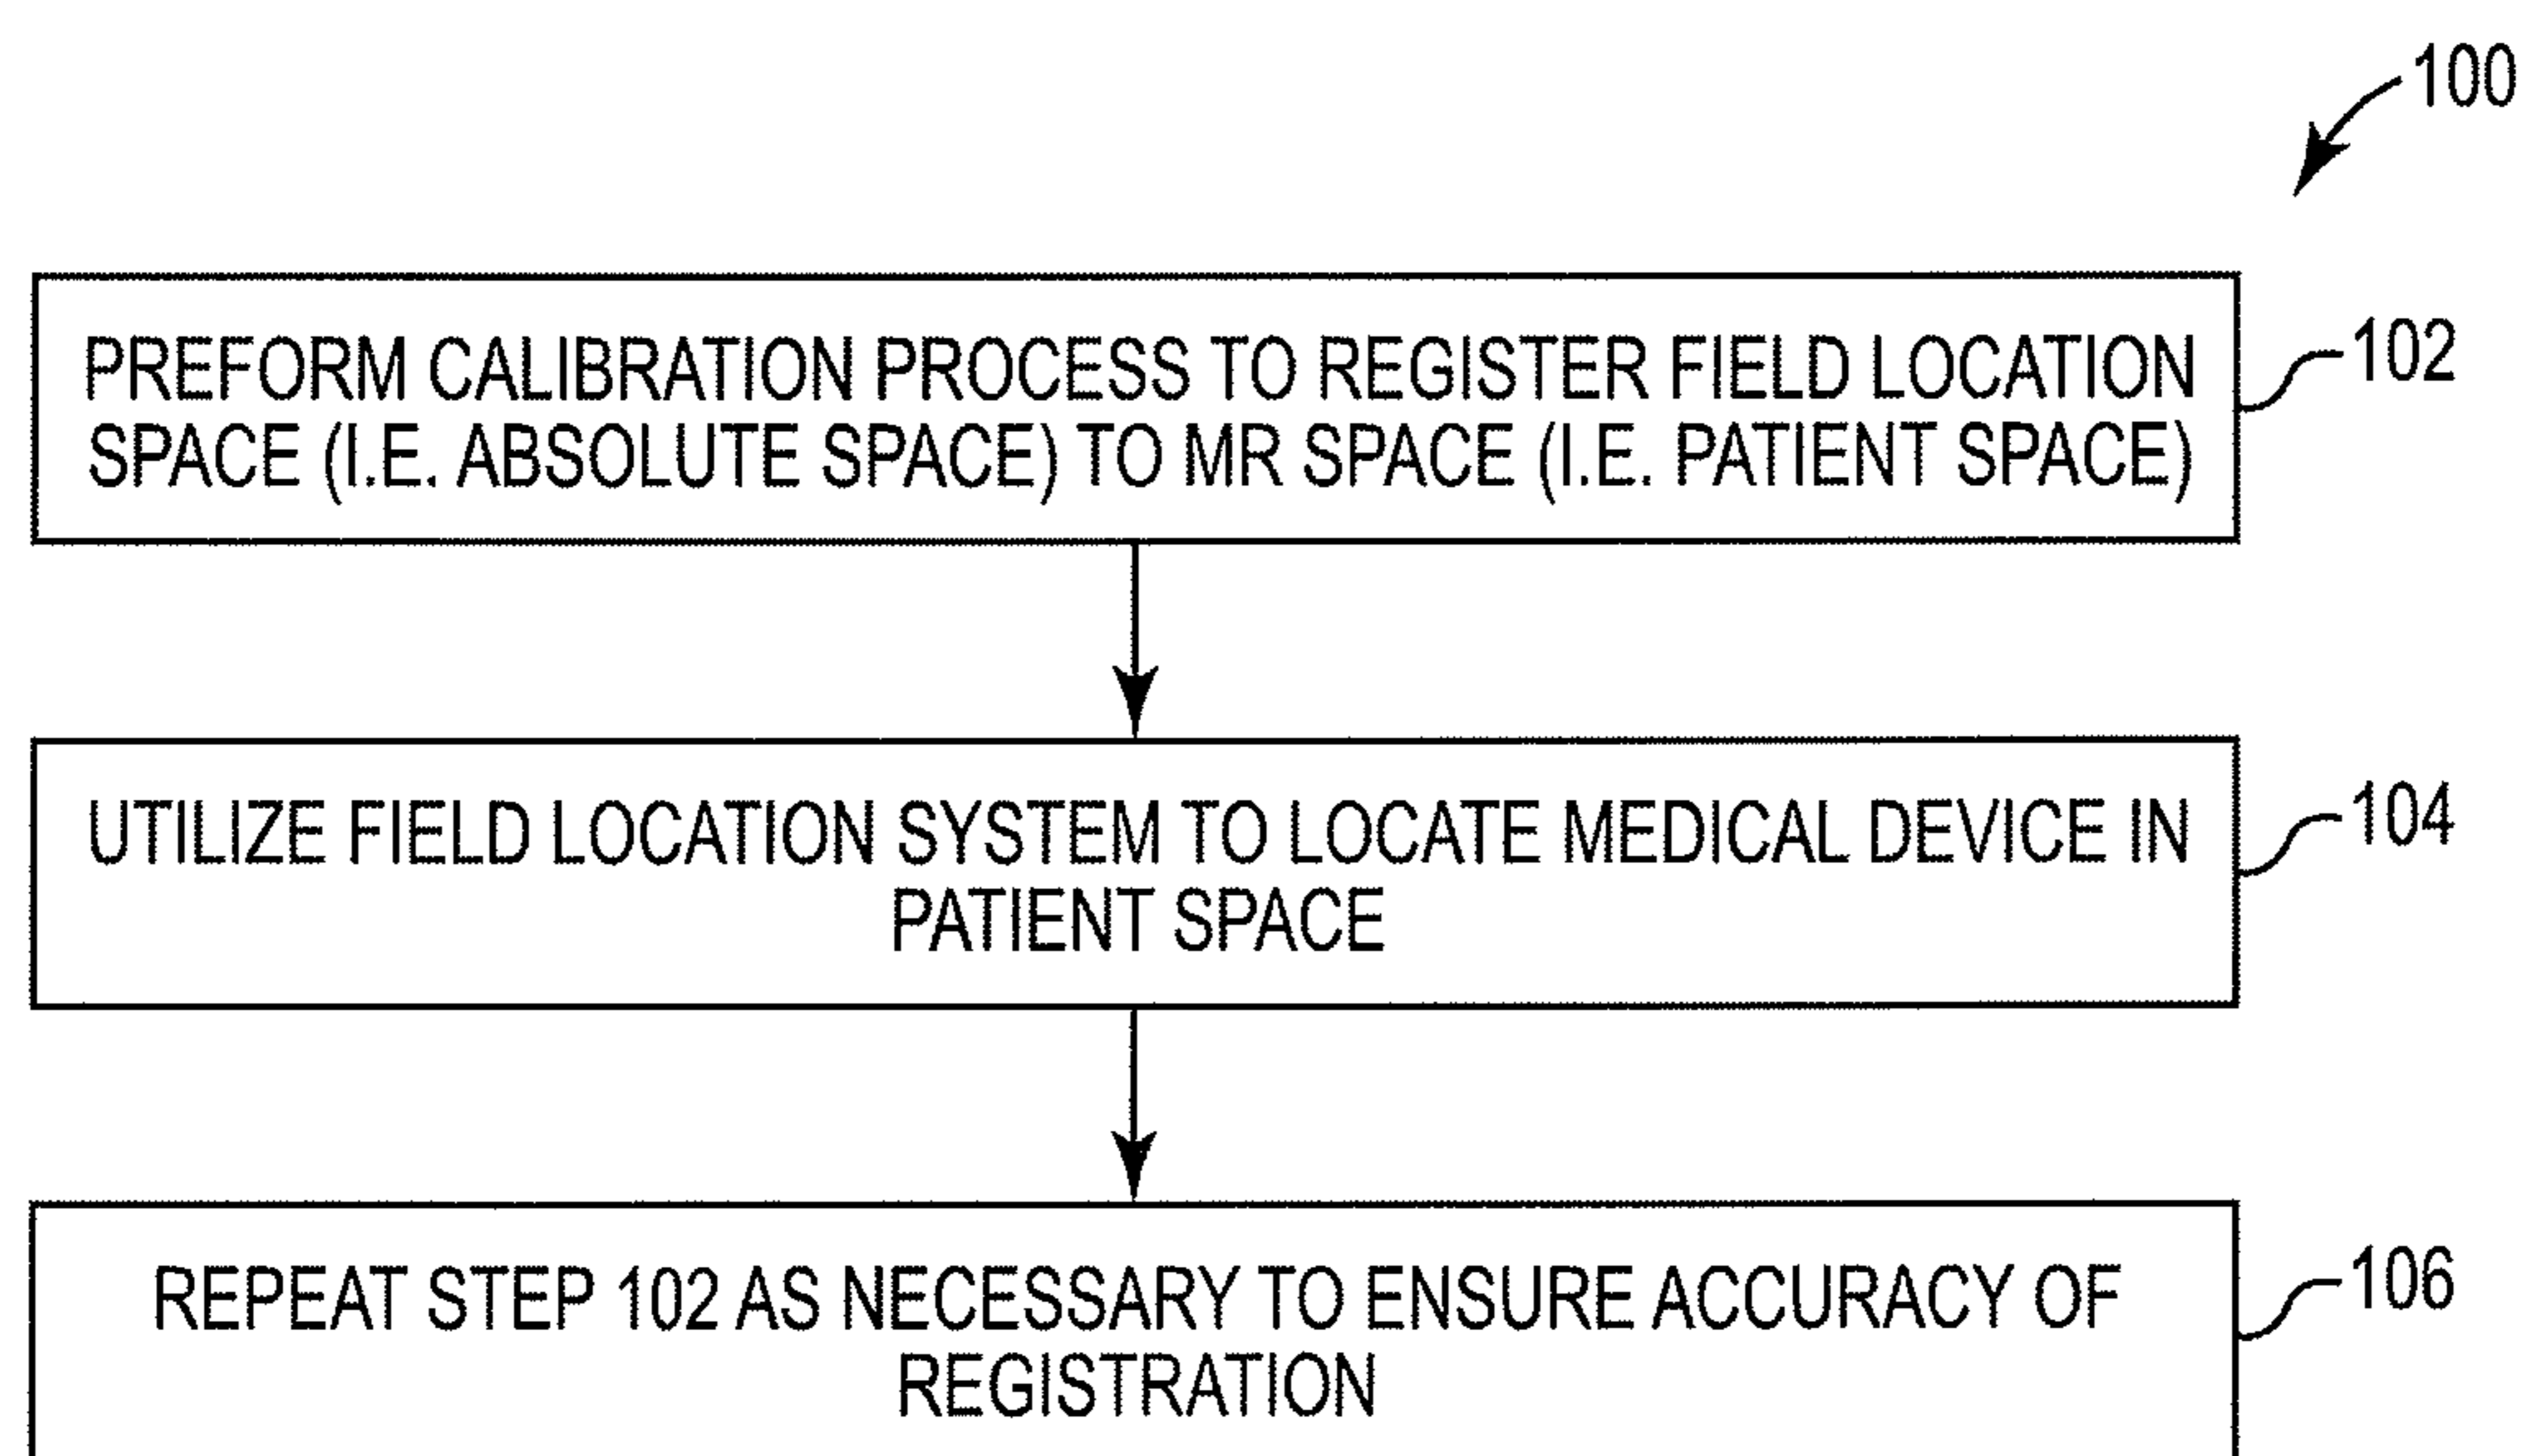 100
PREFORM CALIBRATION PROCESS TO REGISTER FIELD LOCATION
SPACE (I.E. ABSOLUTE SPACE) TO MR SPACE (I.E. PATIENT SPACE)
102
UTILIZE FIELD LOCATION SYSTEM TO LOCATE MEDICAL DEVICE IN
PATIENT SPACE
104
REPEAT STEP 102 AS NECESSARY TO ENSURE ACCURACY OF
REGISTRATION
106